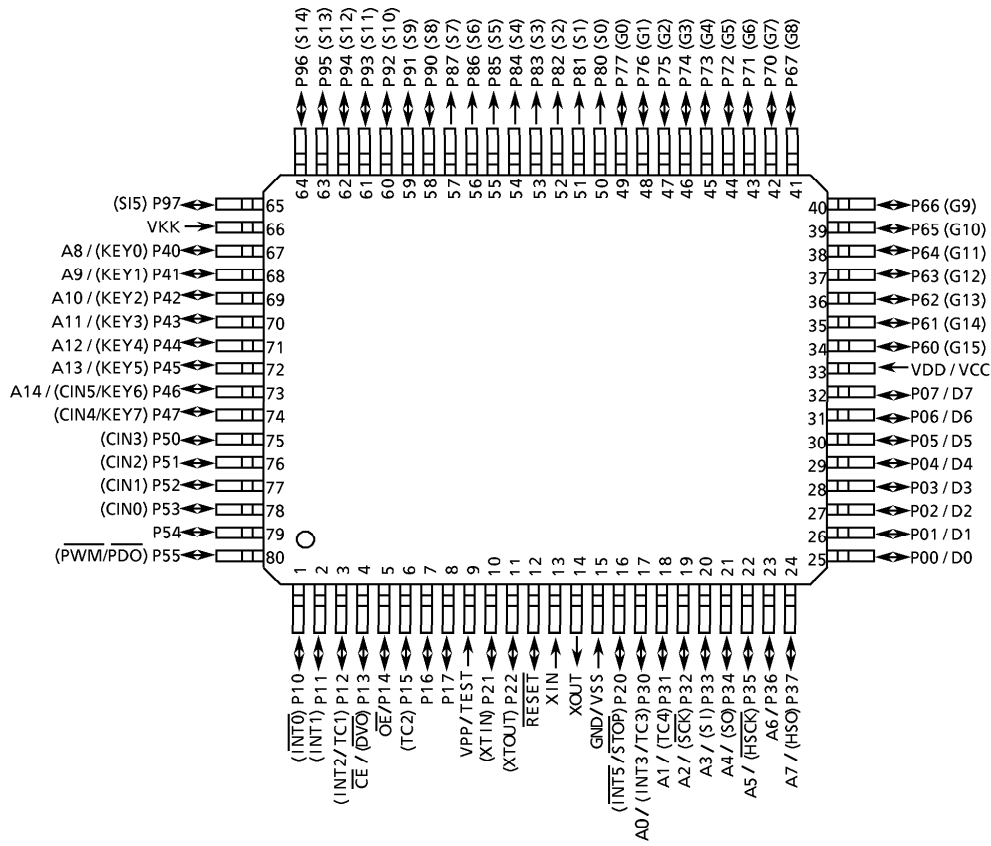 P96 (S14)
P95 (S13)
P94 (S12)
P93 (S11)
P92 (S10)
P91 (S9)
P90 (S8)
P87 (S7)
P86 (S6)
P85 (S5)
P84 (S4)
P83 (S3)
P82 (S2)
P81 (S1)
P80 (S0)
P77 (G0)
P76 (G1)
P75 (G2)
P74 (G3)
P73 (G4)
P72 (G5)
P71 (G6)
P70 (G7)
P67 (G8)
64
63
62
61
60
59
58
57
56
55
54
53
52
51
50
49
48
47
46
45
44
43
42
41
(SI5) P97 65
VKK 66
A8 / (KEY0) P40 67
A9 / (KEY1) P41 68
A10 / (KEY2) P42 69
A11 / (KEY3) P43 70
A12 / (KEY4) P44 71
A13 / (KEY5) P45 72
A14 / (CIN5/KEY6) P46 73
(CIN4/KEY7) P47 74
(CIN3) P50 75
(CIN2) P51 76
(CIN1) P52 77
(CIN0) P53 78
P54 79
(PWM/PDO) P55 80
40 P66 (G9)
39 P65 (G10)
38 P64 (G11)
37 P63 (G12)
36 P62 (G13)
35 P61 (G14)
34 P60 (G15)
33 VDD / VCC
32 P07 / D7
31 P06 / D6
30 P05 / D5
29 P04 / D4
28 P03 / D3
27 P02 / D2
26 P01 / D1
25 P00 / D0
1
2
3
4
5
6
7
8
9
10
11
12
13
14
15
16
17
18
19
20
21
22
23
24
(INT0) P10
(INT1) P11
(INT2/TC1) P12
CE / (DVO) P13
OE/P14
(TC2) P15
P16
P17
VPP/TEST
(XTIN) P21
(XTOUT) P22
RESET
XIN
XOUT
GND/VSS
(INT5/STOP) P20
A0 / (INT3/TC3) P30
A1 / (TC4) P31
A2 / (SCK) P32
A3 / (SI) P33
A4 / (SO) P34
A5 / (HSCK) P35
A6 / P36
A7 / (HSO) P37